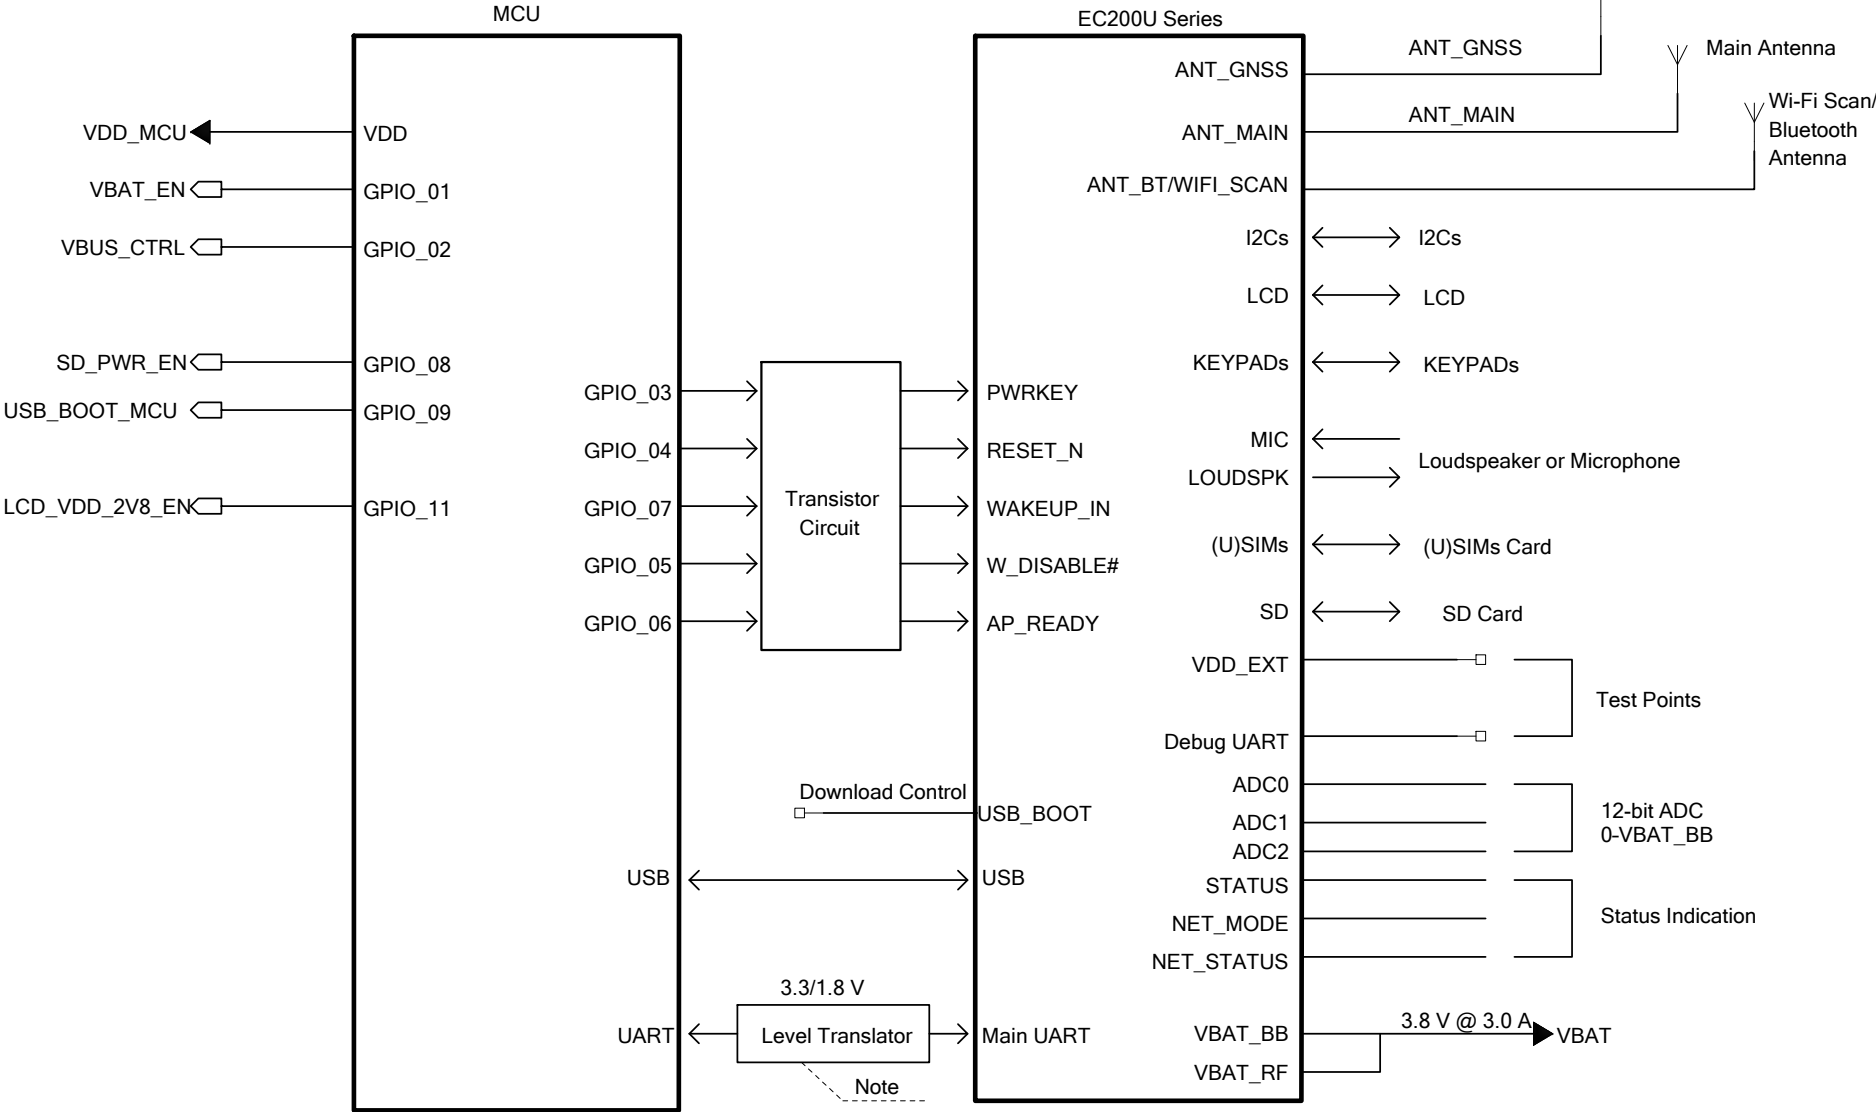 MCU
EC200U Series
VDD_MCU
VBAT_EN
VBUS_CTRL
SD_PWR_EN
USB_BOOT_MCU
LCD_VDD_2V8_EN
VDD
GPIO_01
GPIO_02
GPIO_08
GPIO_09
GPIO_11
GPIO_03
GPIO_04
GPIO_07
GPIO_05
GPIO_06
USB
UART
Transistor
Circuit
Download Control
3.3/1.8 V
Level Translator
Note
PWRKEY
RESET_N
WAKEUP_IN
W_DISABLE#
AP_READY
USB_BOOT
USB
Main UART
ANT_GNSS
ANT_MAIN
ANT_BT/WIFI_SCAN
I2Cs
LCD
KEYPADs
MIC
LOUDSPK
(U)SIMs
SD
VDD_EXT
Debug UART
ADC0
ADC1
ADC2
STATUS
NET_MODE
NET_STATUS
VBAT_BB
VBAT_RF
ANT_GNSS
ANT_MAIN
Main Antenna
Wi-Fi Scan/
Bluetooth
Antenna
I2Cs
LCD
KEYPADs
Loudspeaker or Microphone
(U)SIMs Card
SD Card
Test Points
12-bit ADC
0-VBAT_BB
Status Indication
3.8 V @ 3.0 A
VBAT